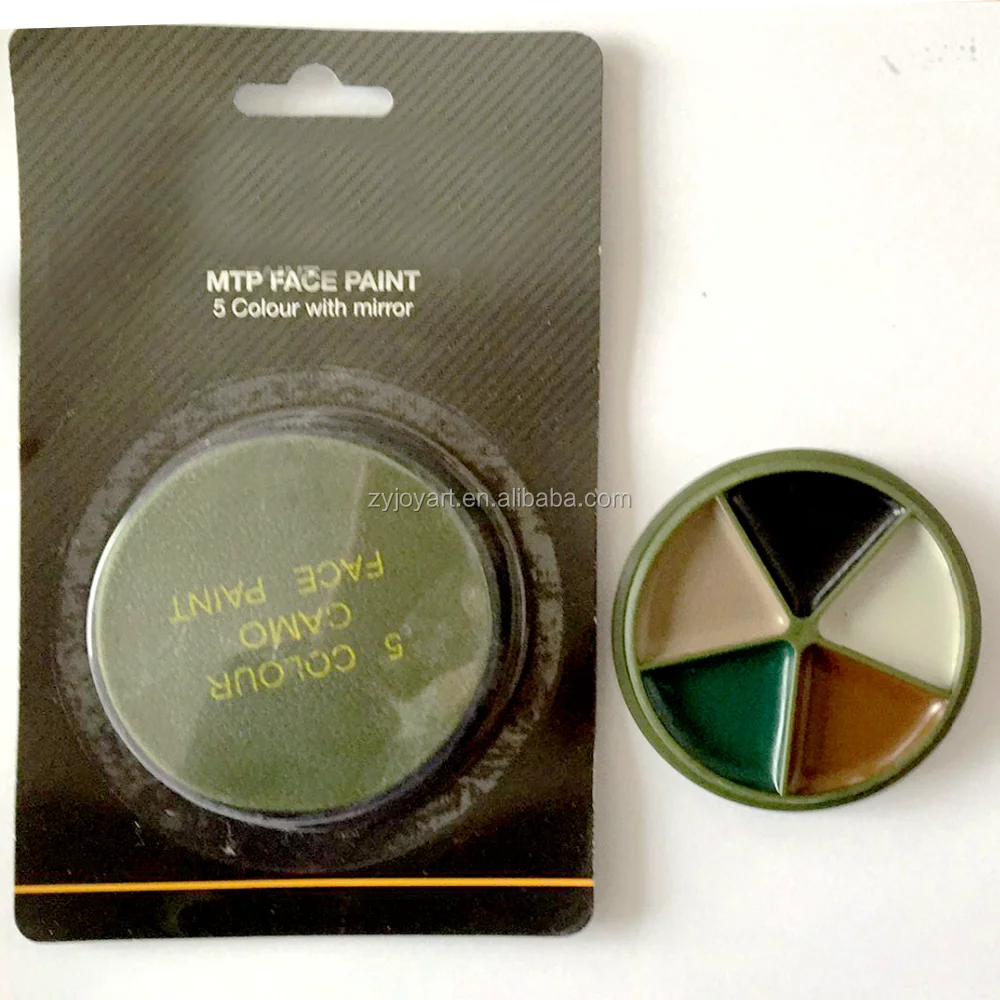 MTP FACE PAINT
5 Colour with mirror
zyjoyart.en.alibaba.com
5 COLOUR
CAMO
FACE PAINT